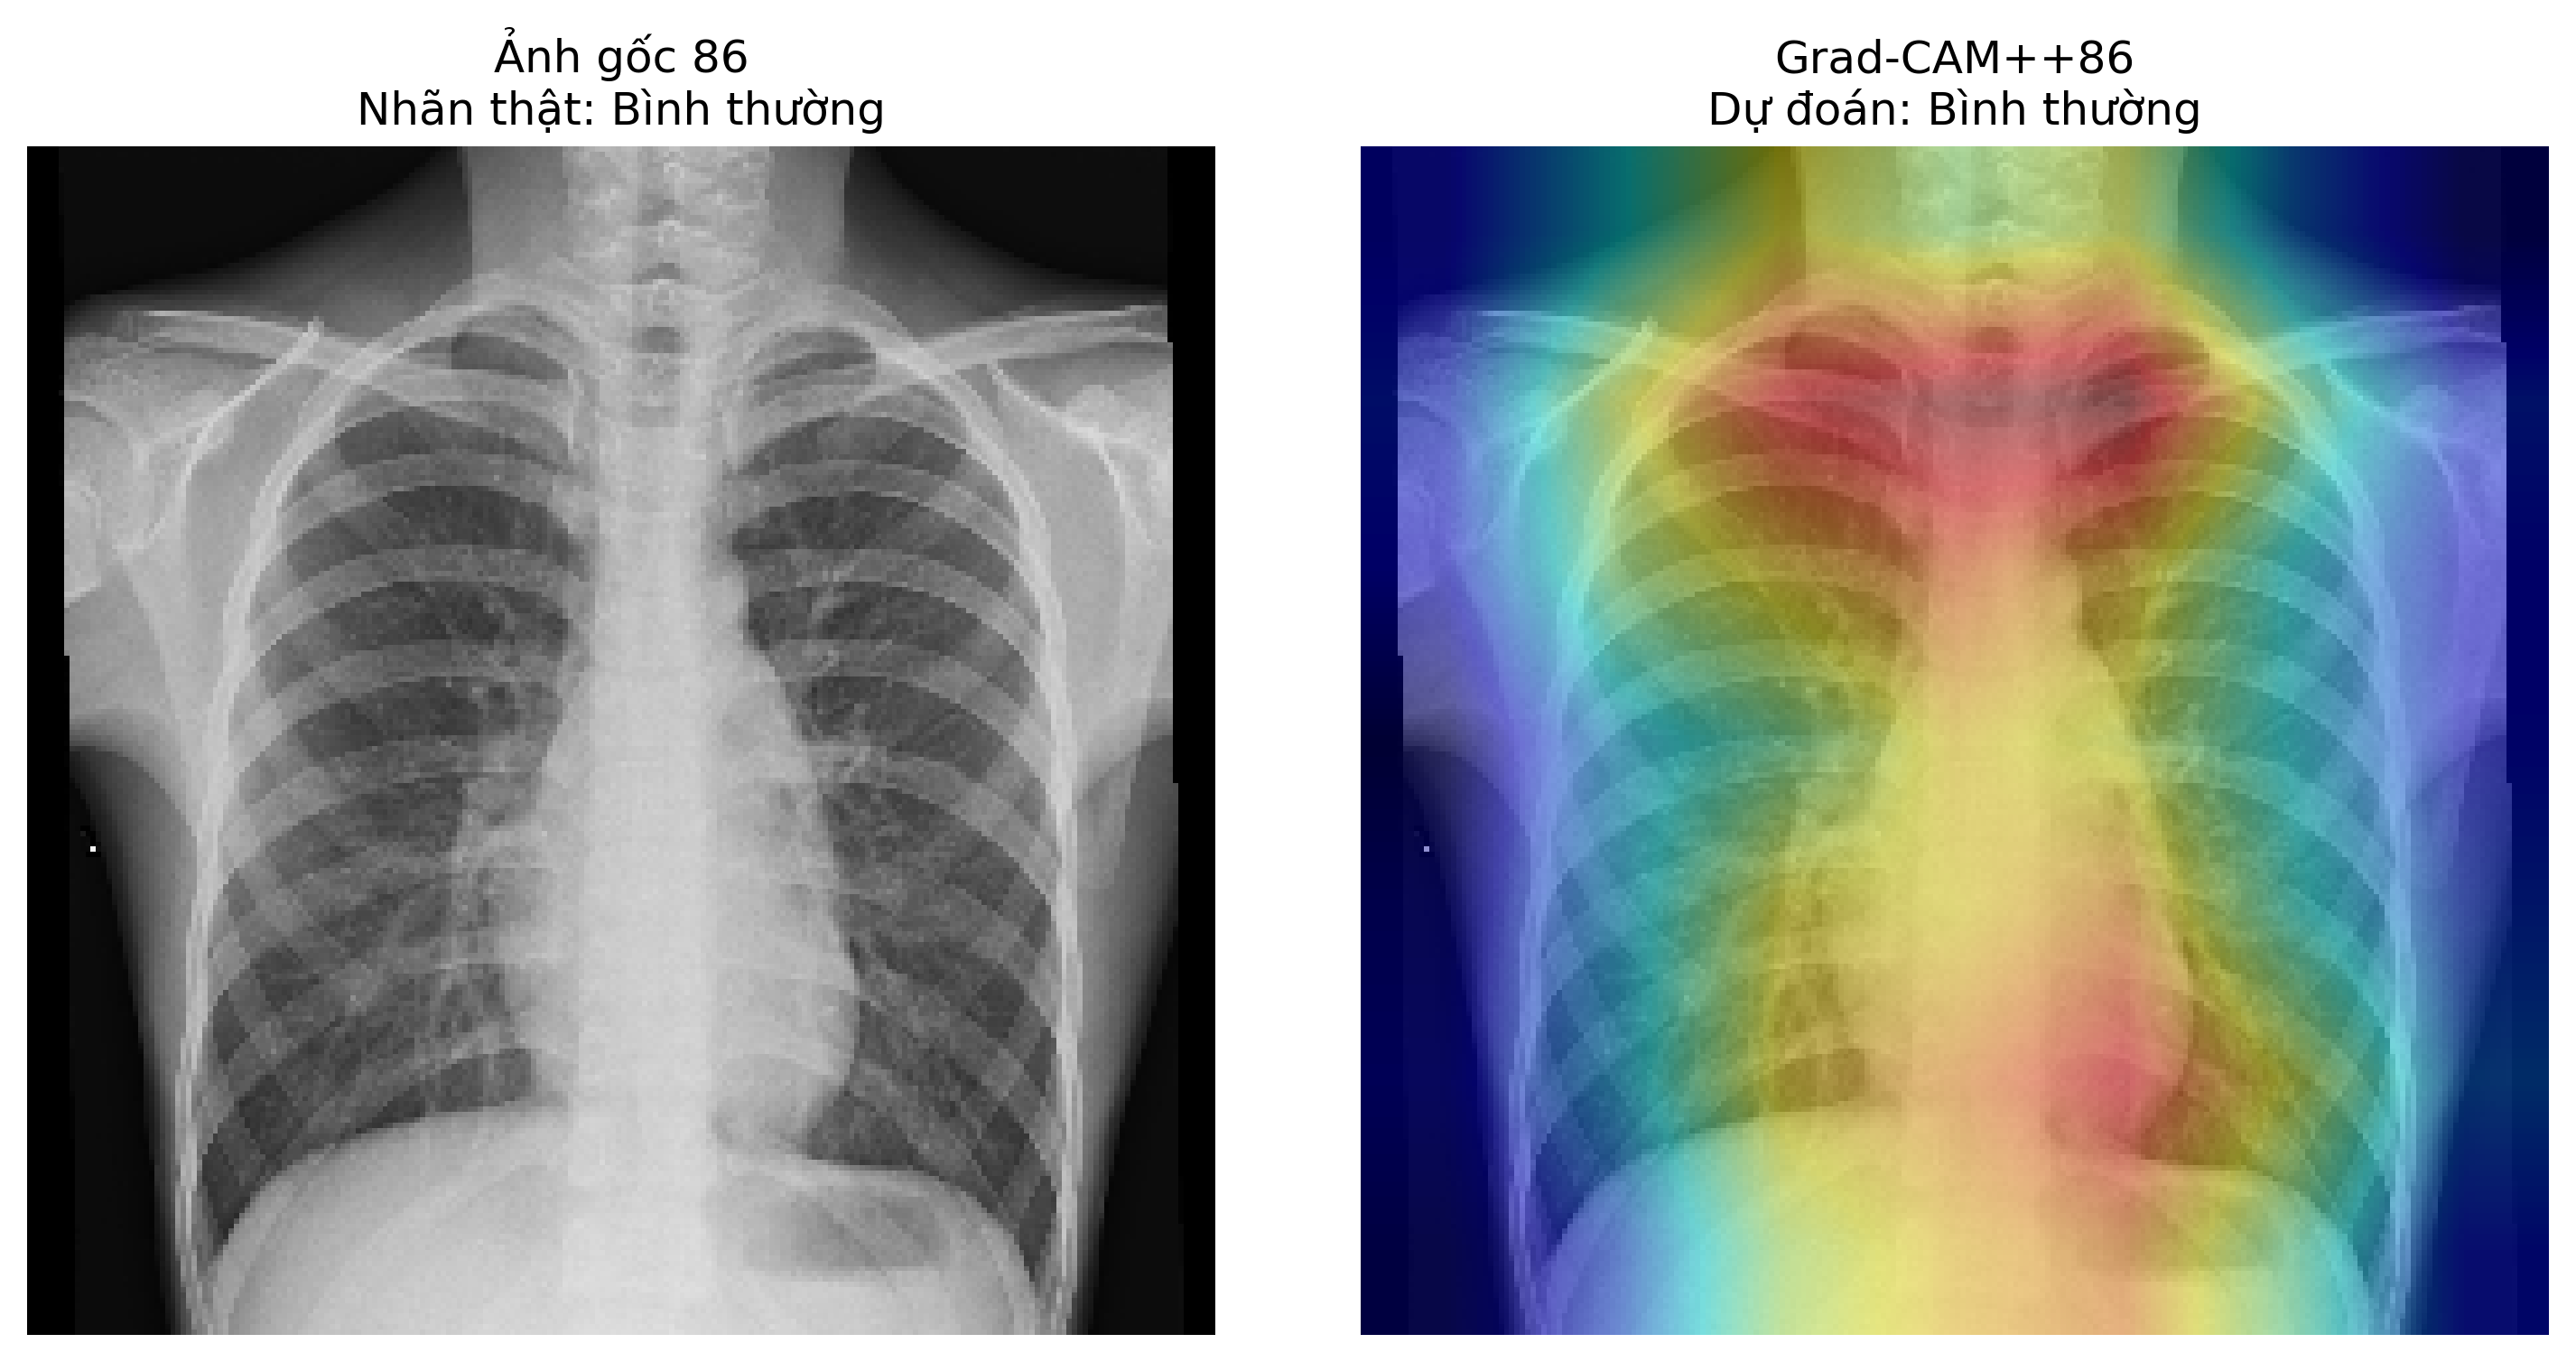 Ảnh gốc 86
Nhãn thật: Bình thường
Grad-CAM++86
Dự đoán: Bình thường